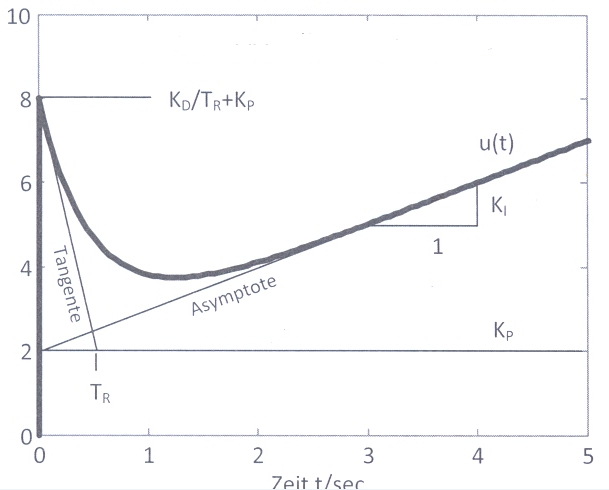 10
8
K_D/T_R+K_P
u(t)
6
K_I
1
Tangente
4
Asymptote
K_P
2
T_R
0
0 1 2 3 4 5
Zeit t/sec